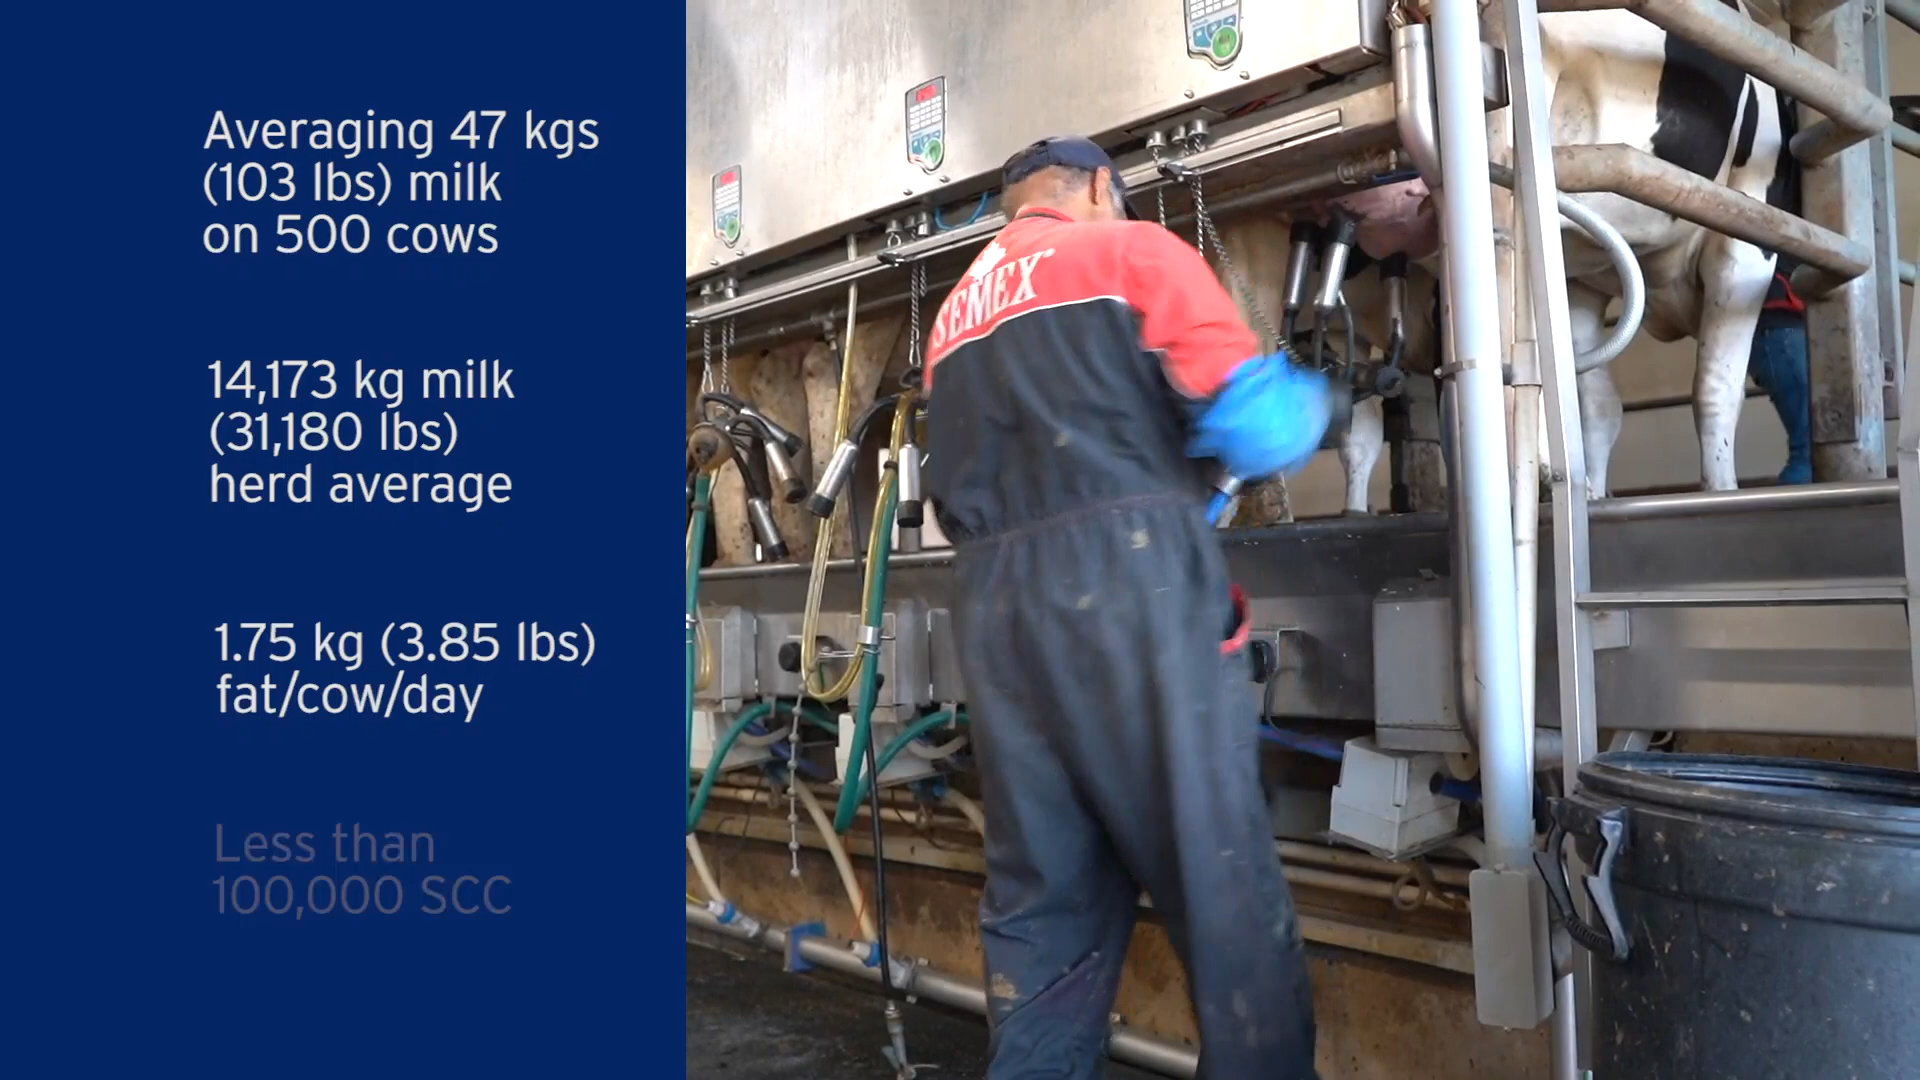 Averaging 47 kgs
(103 lbs) milk
on 500 cows
14,173 kg milk
(31,180 lbs)
herd average
1.75 kg (3.85 lbs)
fat/cow/day
Less than
100,000 SCC
SEMEX